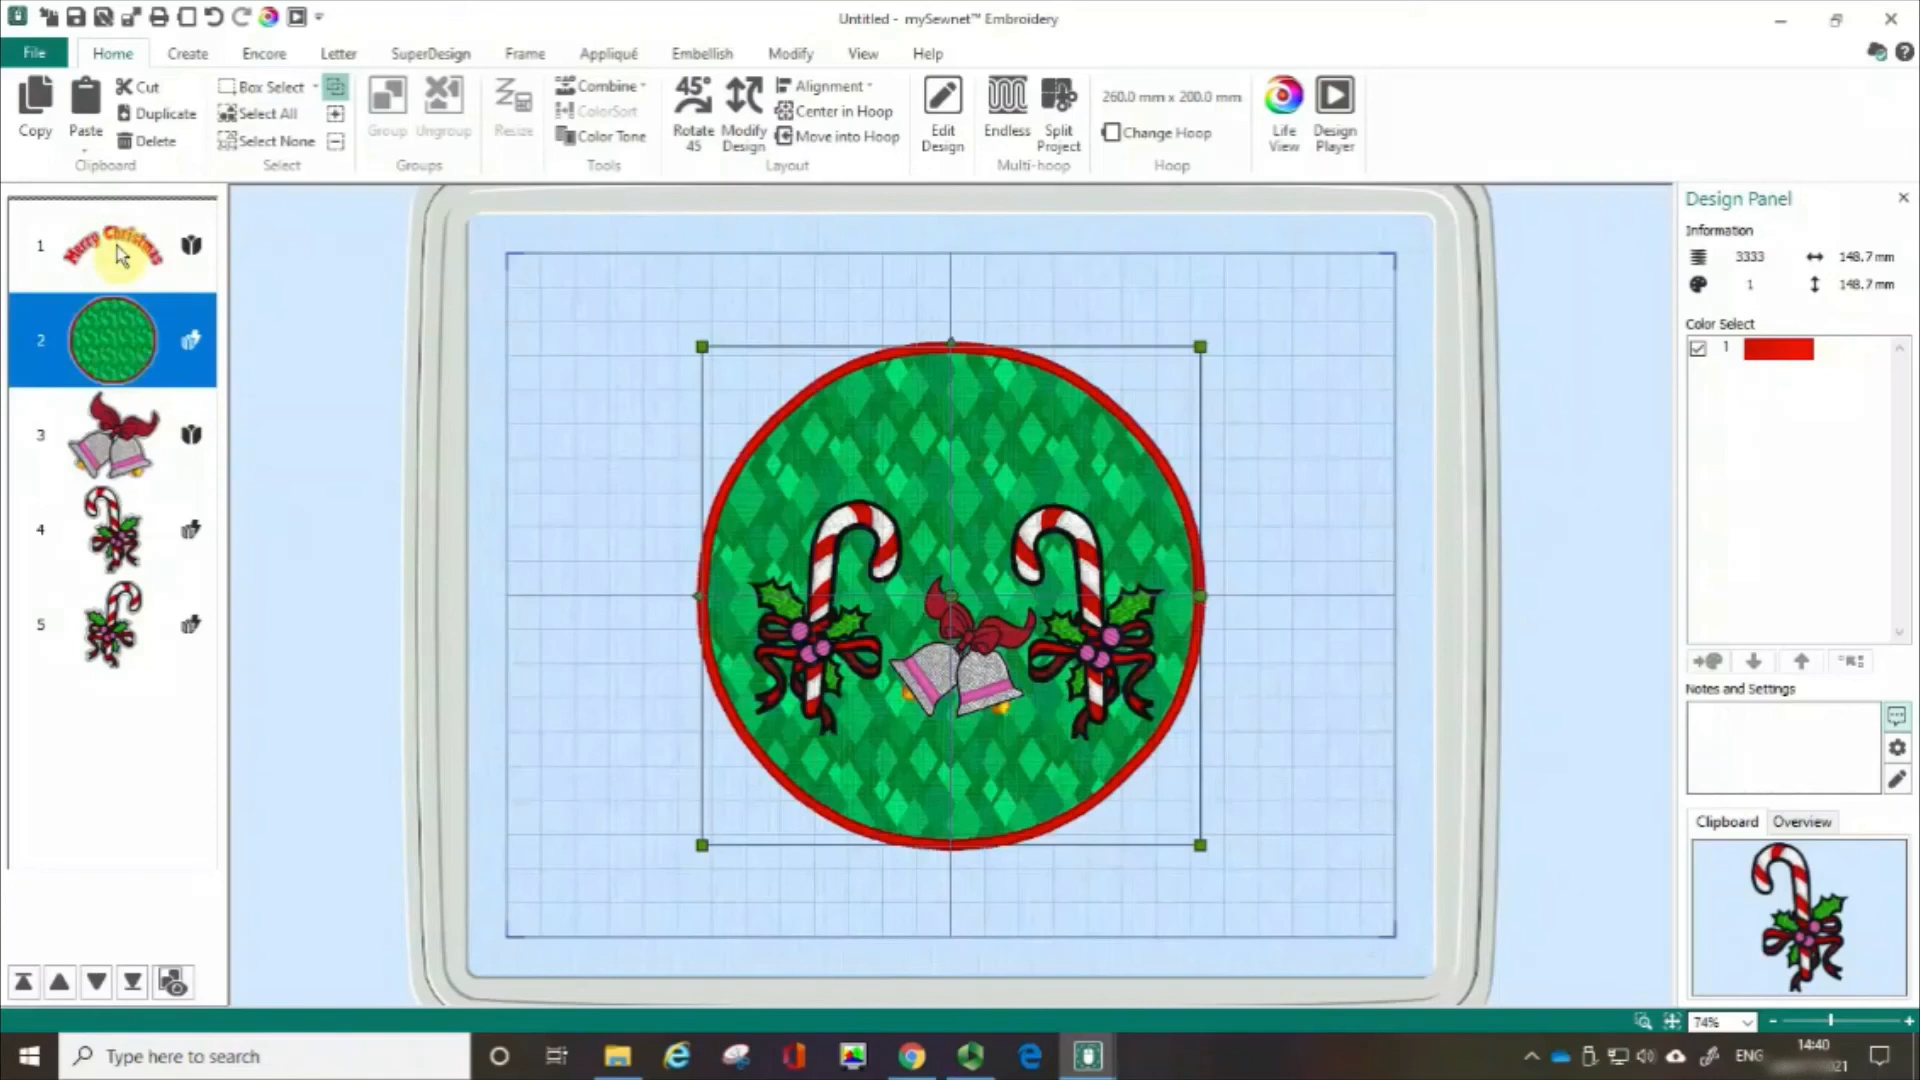 Untitled - mySewnet™ Embroidery
File Home Create Encore Letter SuperDesign Frame Appliqué Embellish Modify View Help
Copy Paste Cut Duplicate Delete Clipboard
Box Select Select All Select None Select
Group Ungroup Groups
Resize
Combine ColorSort Color Tone Tools
45° Rotate 45 Modify Design Alignment Center in Hoop Move into Hoop Layout
Edit Design
Endless Split Project Multi-hoop
260.0 mm x 200.0 mm Change Hoop Hoop
Life View Design Player
1 Merry Christmas
2
3
4
5
Design Panel
Information
3333 148.7 mm
1 148.7 mm
Color Select
1
Notes and Settings
Clipboard Overview
74%
Type here to search
ENG
14:40
021